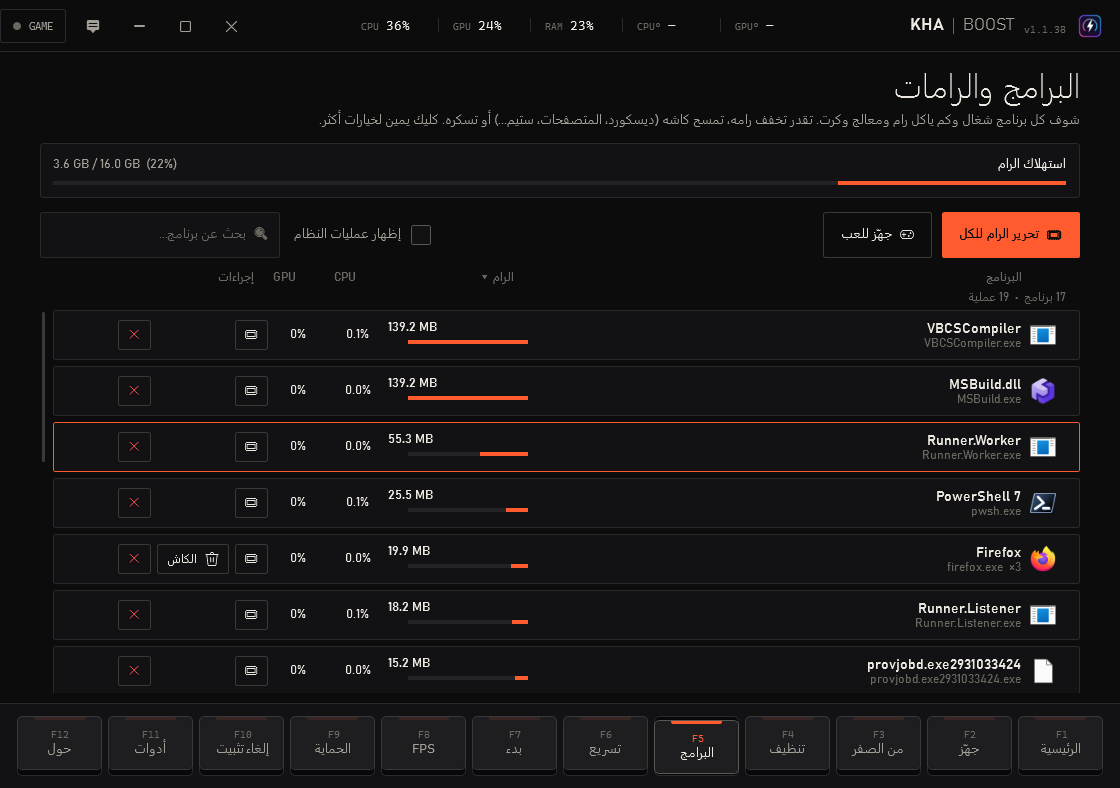 GAME
CPU 36%
GPU 24%
RAM 23%
CPU° —
GPU° —
KHA | BOOST v1.1.38
البرامج والرامات
شوف كل برنامج شغال وكم ياكل رام ومعالج وكرت. تقدر تخفف رامه، تمسح كاشه (ديسكورد، المتصفحات، ستيم...) أو تسكره. كليك يمين لخيارات أكثر.
استهلاك الرام
3.6 GB / 16.0 GB (22%)
تحرير الرام للكل
جهّز للعب
إظهار عمليات النظام
بحث عن برنامج...
البرنامج
الرام ▼
CPU
GPU
إجراءات
17 برنامج · 19 عملية
VBCSCompiler
VBCSCompiler.exe
139.2 MB
0.1%
0%
MSBuild.dll
MSBuild.exe
139.2 MB
0.0%
0%
Runner.Worker
Runner.Worker.exe
55.3 MB
0.0%
0%
PowerShell 7
pwsh.exe
25.5 MB
0.1%
0%
Firefox
firefox.exe ×3
19.9 MB
0.0%
0%
الكاش
Runner.Listener
Runner.Listener.exe
18.2 MB
0.1%
0%
provjobd.exe2931033424
provjobd.exe2931033424.exe
15.2 MB
0.0%
0%
F1
الرئيسية
F2
جهّز
F3
من الصفر
F4
تنظيف
F5
البرامج
F6
تسريع
F7
بدء
F8
FPS
F9
الحماية
F10
إلغاء تثبيت
F11
أدوات
F12
حول